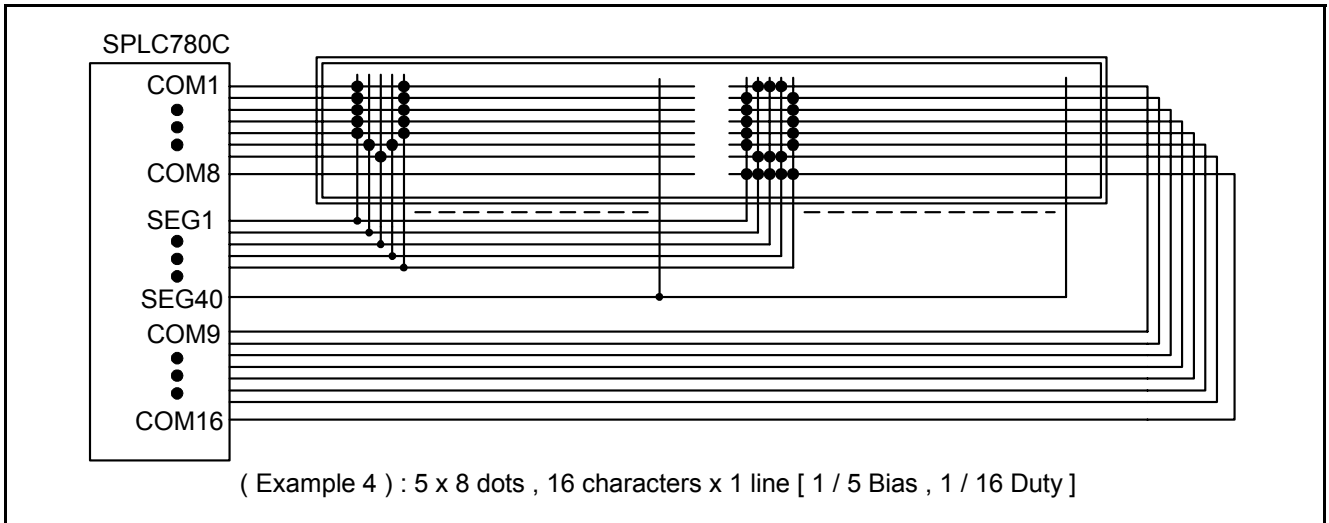 SPLC780C
COM1
COM8
SEG1
SEG40
COM9
COM16
( Example 4 ) : 5 x 8 dots , 16 characters x 1 line [ 1 / 5 Bias , 1 / 16 Duty ]